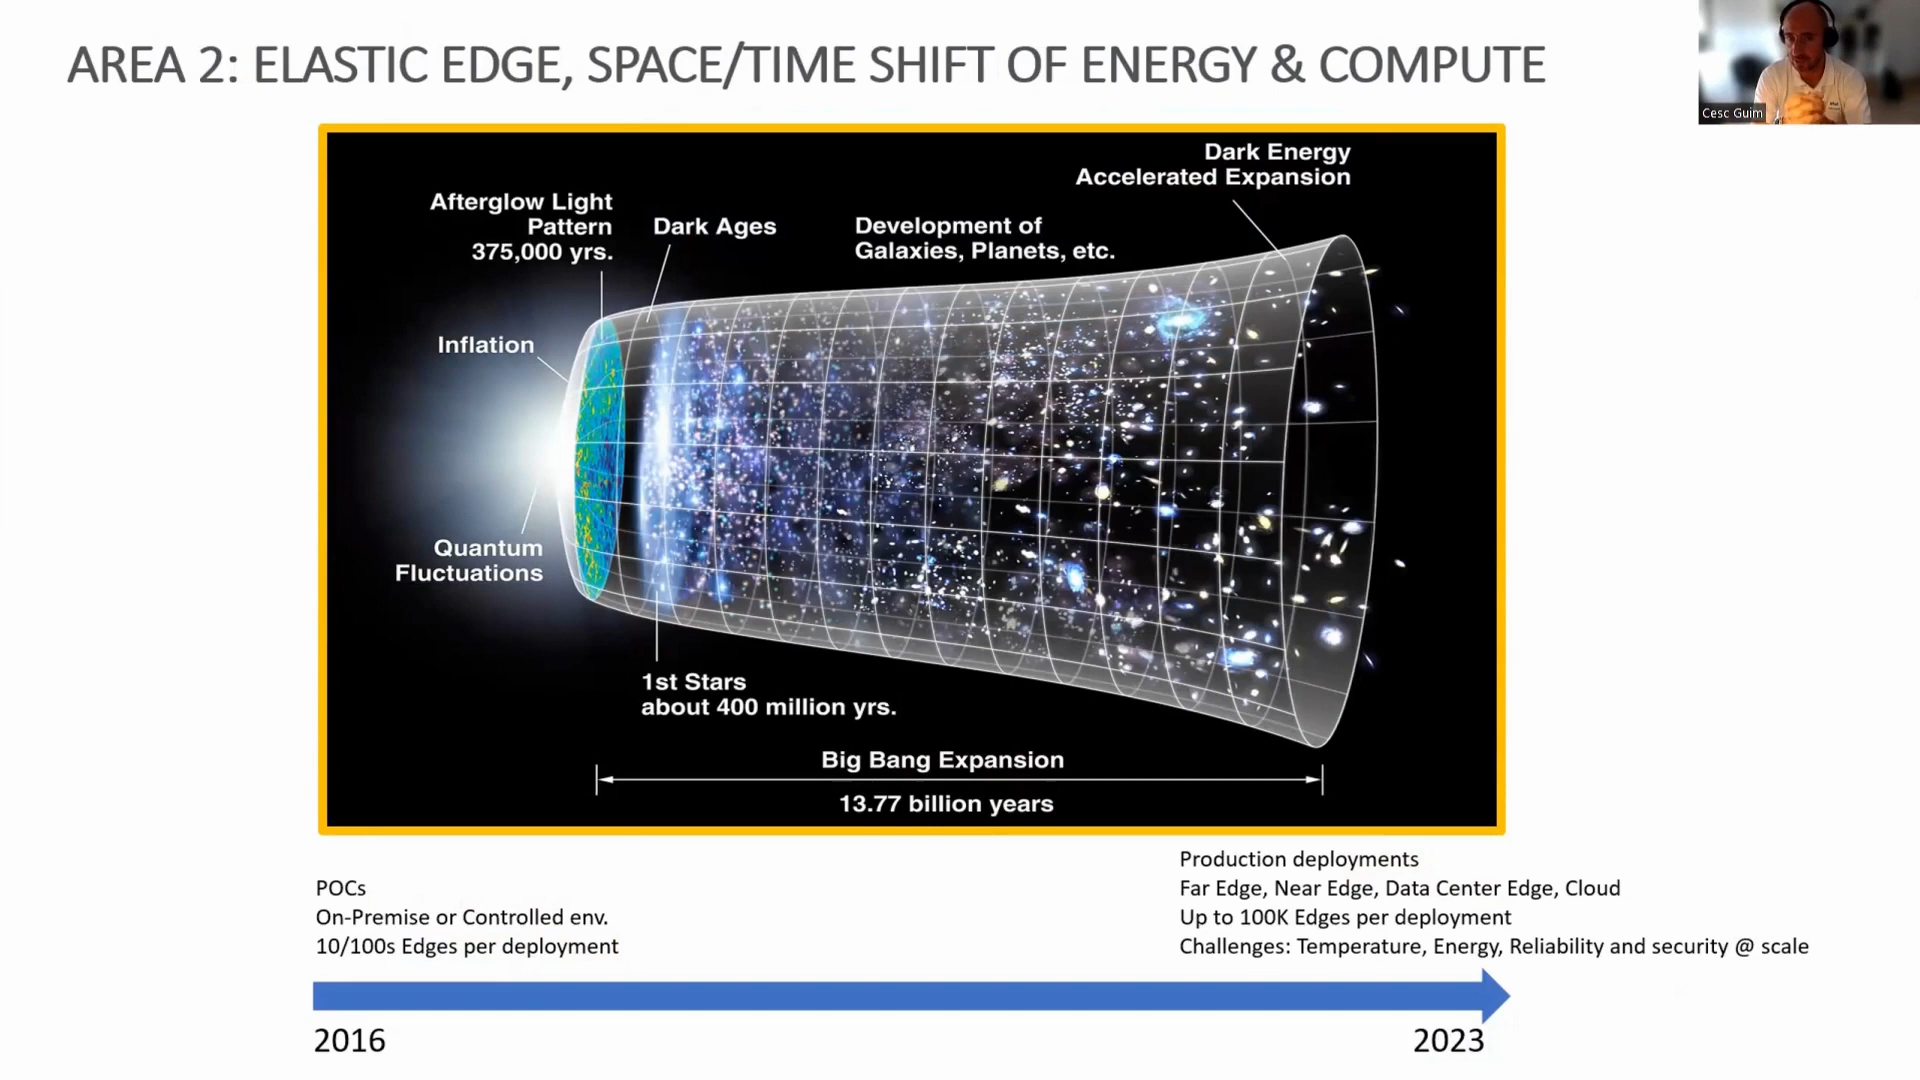 AREA 2: ELASTIC EDGE, SPACE/TIME SHIFT OF ENERGY & COMPUTE
Cesc Guim
Dark Energy
Accelerated Expansion
Afterglow Light
Pattern
375,000 yrs.
Dark Ages
Development of
Galaxies, Planets, etc.
Inflation
Quantum
Fluctuations
1st Stars
about 400 million yrs.
Big Bang Expansion
13.77 billion years
POCs
On-Premise or Controlled env.
10/100s Edges per deployment
Production deployments
Far Edge, Near Edge, Data Center Edge, Cloud
Up to 100K Edges per deployment
Challenges: Temperature, Energy, Reliability and security @ scale
2016
2023